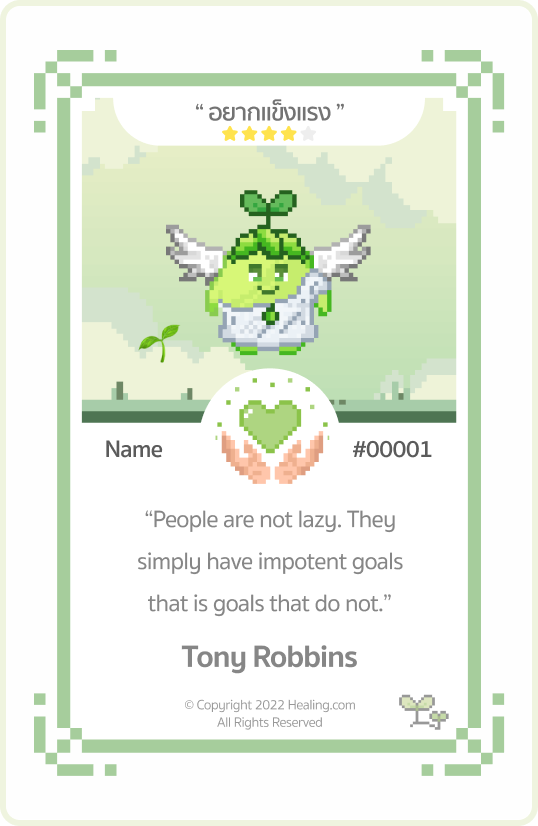 “ อยากแข็งแรง ”
Name
#00001
“People are not lazy. They
simply have impotent goals
that is goals that do not.”
Tony Robbins
© Copyright 2022 Healing.com
All Rights Reserved